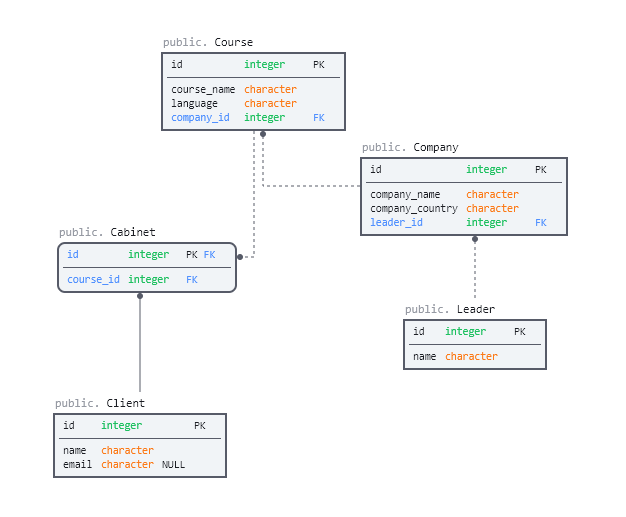 public. Course
id integer PK
course_name character
language character
company_id integer FK
public. Company
id integer PK
company_name character
company_country character
leader_id integer FK
public. Cabinet
id integer PK FK
course_id integer FK
public. Leader
id integer PK
name character
public. Client
id integer PK
name character
email character NULL